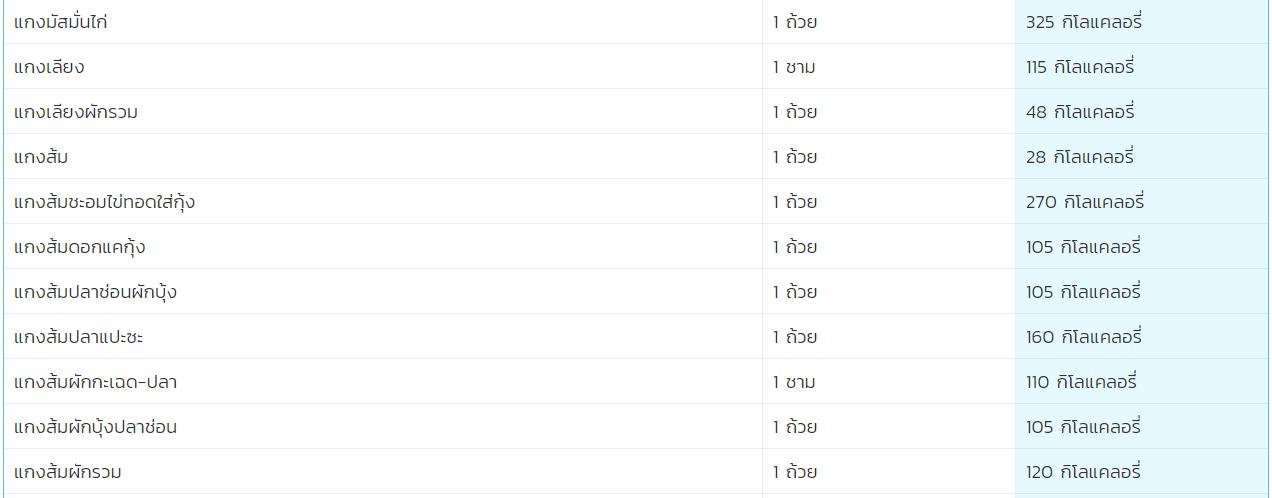 แกงมัสมั่นไก่ 1 ถ้วย 325 กิโลแคลอรี่
แกงเลียง 1 ชาม 115 กิโลแคลอรี่
แกงเลียงผักรวม 1 ถ้วย 48 กิโลแคลอรี่
แกงส้ม 1 ถ้วย 28 กิโลแคลอรี่
แกงส้มชะอมไข่ทอดใส่กุ้ง 1 ถ้วย 270 กิโลแคลอรี่
แกงส้มดอกแคกุ้ง 1 ถ้วย 105 กิโลแคลอรี่
แกงส้มปลาช่อนผักบุ้ง 1 ถ้วย 105 กิโลแคลอรี่
แกงส้มปลาแปะซะ 1 ถ้วย 160 กิโลแคลอรี่
แกงส้มผักกะเฉด-ปลา 1 ชาม 110 กิโลแคลอรี่
แกงส้มผักบุ้งปลาช่อน 1 ถ้วย 105 กิโลแคลอรี่
แกงส้มผักรวม 1 ถ้วย 120 กิโลแคลอรี่